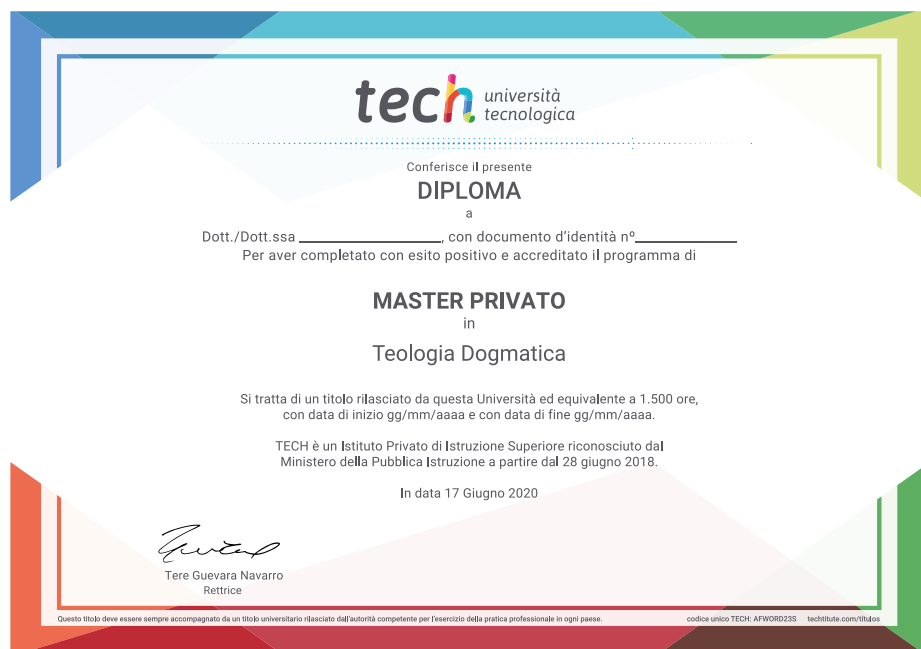 tech università
tecnologica
Conferisce il presente
DIPLOMA
a
Dott./Dott.ssa ____________________, con documento d'identità nº______________
Per aver completato con esito positivo e accreditato il programma di
MASTER PRIVATO
in
Teologia Dogmatica
Si tratta di un titolo rilasciato da questa Università ed equivalente a 1.500 ore,
con data di inizio gg/mm/aaaa e con data di fine gg/mm/aaaa.
TECH è un Istituto Privato di Istruzione Superiore riconosciuto dal
Ministero della Pubblica Istruzione a partire dal 28 giugno 2018.
In data 17 Giugno 2020
Tere Guevara Navarro
Rettrice
Questo titolo deve essere sempre accompagnato da un titolo universitario rilasciato dall'autorità competente per l'esercizio della pratica professionale in ogni paese. codice unico TECH: AFWORD23S techtitute.com/titulos